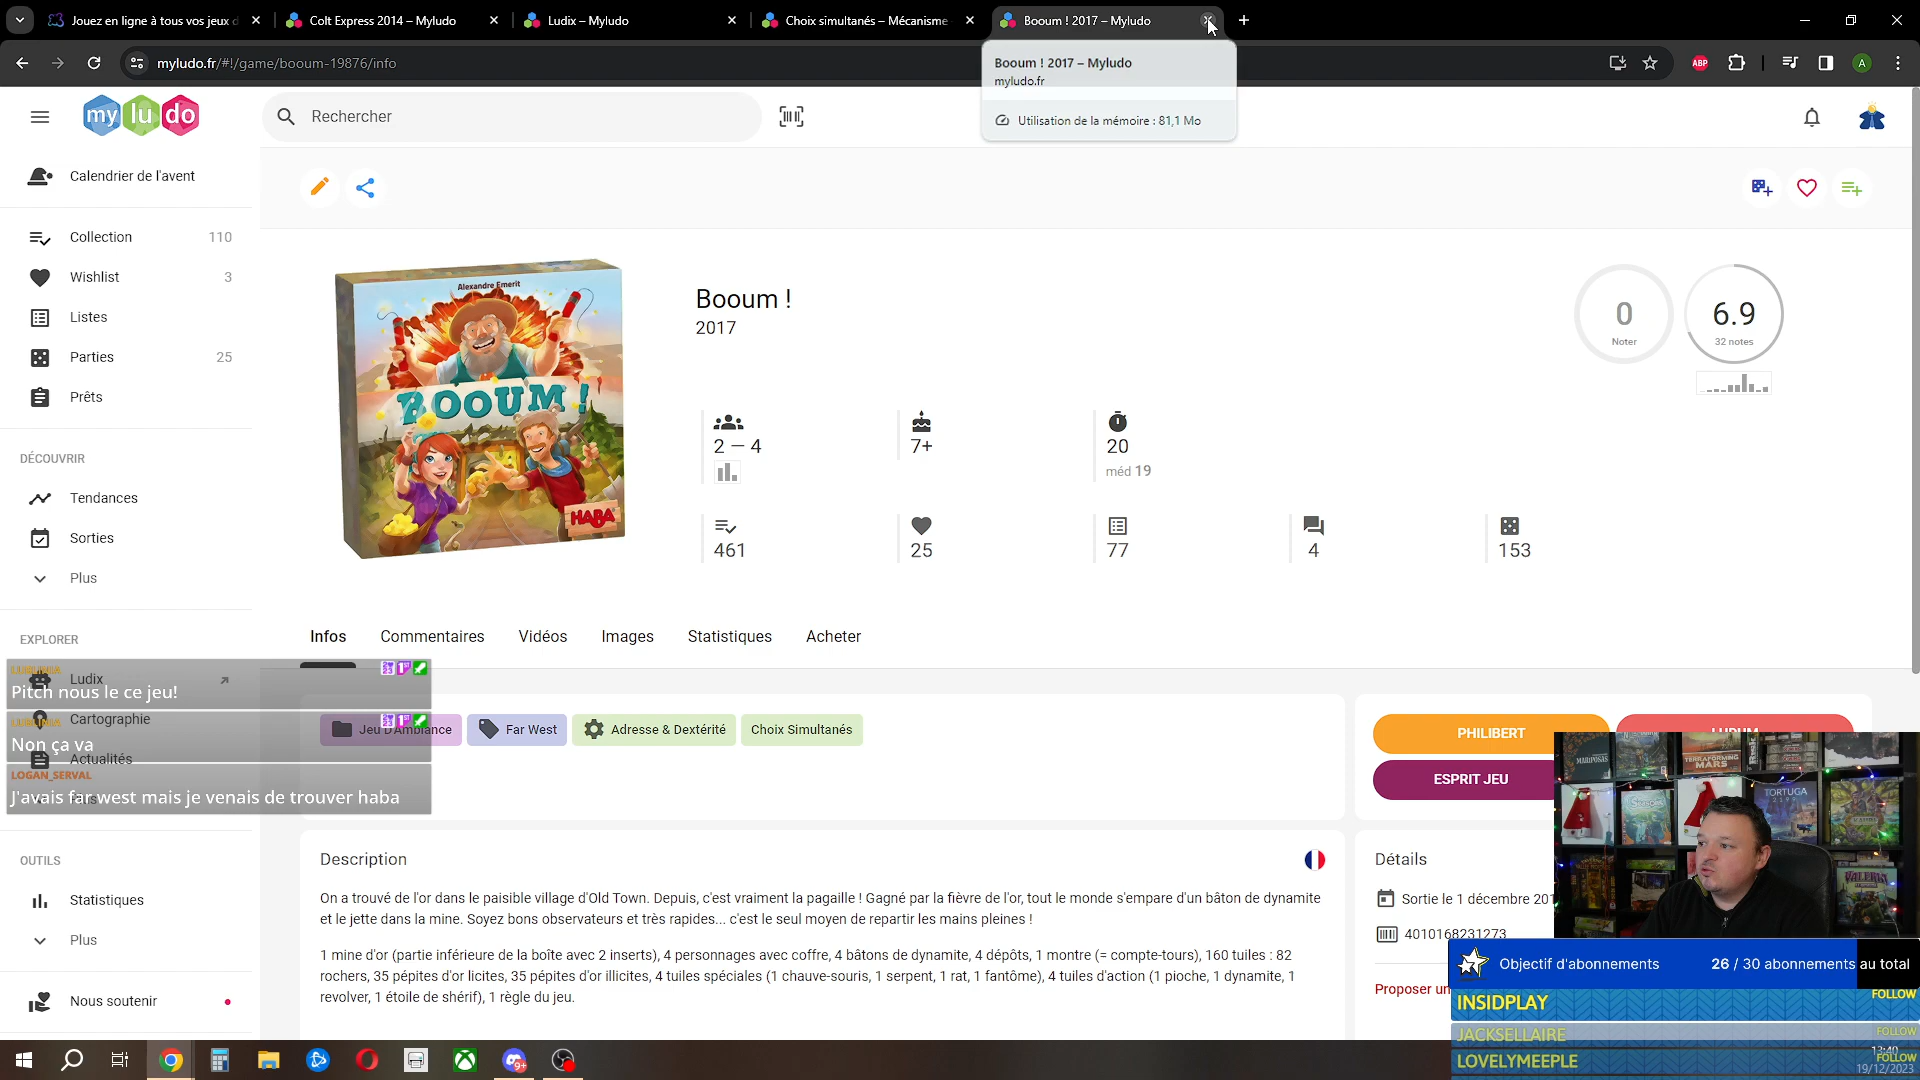 Jouez en ligne à tous vos jeux d
Colt Express 2014 – Myludo
Ludix – Myludo
Choix simultanés – Mécanisme
Booum ! 2017 – Myludo
myludo.fr/#!/game/booum-19876/info
ABP
A
Booum ! 2017 – Myludo
myludo.fr
Utilisation de la mémoire : 81,1 Mo
my lu do
Rechercher
Calendrier de l'avent
Collection 110
Wishlist 3
Listes
Parties 25
Prêts
DÉCOUVRIR
Tendances
Sorties
Plus
EXPLORER
Ludix
Cartographie
Actualités
Pitch nous le ce jeu!
Non ça va
LOGAN_SERVAL
J'avais far west mais je venais de trouver haba
OUTILS
Statistiques
Plus
Nous soutenir
Alexandre Emerit
BOOUM !
HABA
Booum !
2017
0
Noter
6.9
32 notes
2 – 4
7+
20
méd 19
461
25
77
4
153
Infos
Commentaires
Vidéos
Images
Statistiques
Acheter
Jeu D'Ambiance
Far West
Adresse & Dextérité
Choix Simultanés
PHILIBERT
LUDUM
ESPRIT JEU
Description
On a trouvé de l'or dans le paisible village d'Old Town. Depuis, c'est vraiment la pagaille ! Gagné par la fièvre de l'or, tout le monde s'empare d'un bâton de dynamite
et le jette dans la mine. Soyez bons observateurs et très rapides... c'est le seul moyen de repartir les mains pleines !
1 mine d'or (partie inférieure de la boîte avec 2 inserts), 4 personnages avec coffre, 4 bâtons de dynamite, 4 dépôts, 1 montre (= compte-tours), 160 tuiles : 82
rochers, 35 pépites d'or licites, 35 pépites d'or illicites, 4 tuiles spéciales (1 chauve-souris, 1 serpent, 1 rat, 1 fantôme), 4 tuiles d'action (1 pioche, 1 dynamite, 1
revolver, 1 étoile de shérif), 1 règle du jeu.
Détails
Sortie le 1 décembre 201
4010168231273
Proposer un
MARIPOSAS
TERRAFORMING
MARS
TORTUGA
2199
VALERIA
Objectif d'abonnements 26 / 30 abonnements au total
INSIDPLAY FOLLOW
JACKSELLAIRE FOLLOW
LOVELYMEEPLE FOLLOW
13:40
19/12/2023
9+